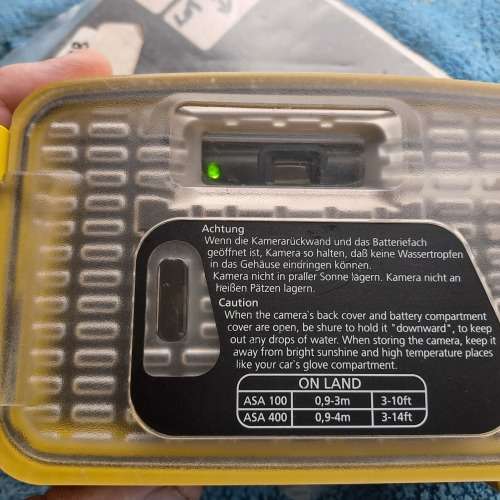 Achtung
Wenn die Kamerarückwand und das Batteriefach
geöffnet ist, Kamera so halten, daß keine Wassertropfen
in das Gehäuse eindringen können.
Kamera nicht in praller Sonne lagern. Kamera nicht an
heißen Pätzen lagern.
Caution
When the camera's back cover and battery compartment
cover are open, be shure to hold it "downward", to keep
out any drops of water. When storing the camera, keep it
away from bright sunshine and high temperature places
like your car's glove compartment.
ON LAND
ASA 100 0,9-3m 3-10ft
ASA 400 0,9-4m 3-14ft